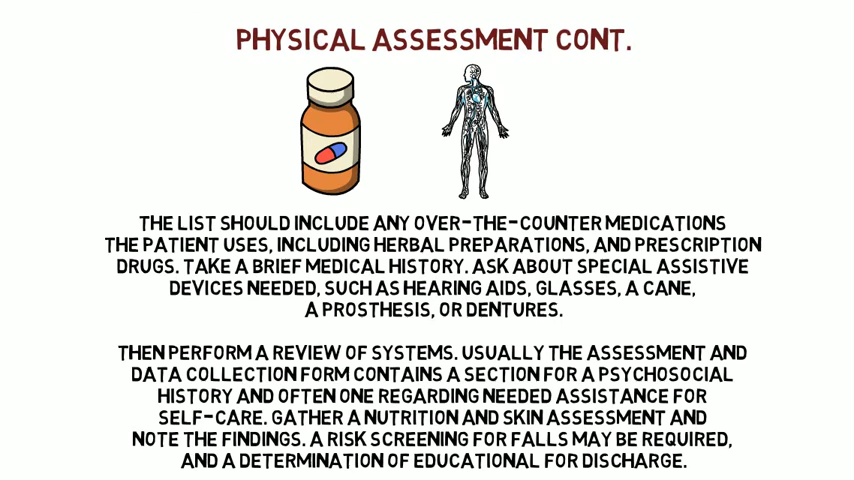 PHYSICAL ASSESSMENT CONT.
THE LIST SHOULD INCLUDE ANY OVER-THE-COUNTER MEDICATIONS
THE PATIENT USES, INCLUDING HERBAL PREPARATIONS, AND PRESCRIPTION
DRUGS. TAKE A BRIEF MEDICAL HISTORY. ASK ABOUT SPECIAL ASSISTIVE
DEVICES NEEDED, SUCH AS HEARING AIDS, GLASSES, A CANE,
A PROSTHESIS, OR DENTURES.
THEN PERFORM A REVIEW OF SYSTEMS. USUALLY THE ASSESSMENT AND
DATA COLLECTION FORM CONTAINS A SECTION FOR A PSYCHOSOCIAL
HISTORY AND OFTEN ONE REGARDING NEEDED ASSISTANCE FOR
SELF-CARE. GATHER A NUTRITION AND SKIN ASSESSMENT AND
NOTE THE FINDINGS. A RISK SCREENING FOR FALLS MAY BE REQUIRED,
AND A DETERMINATION OF EDUCATIONAL FOR DISCHARGE.